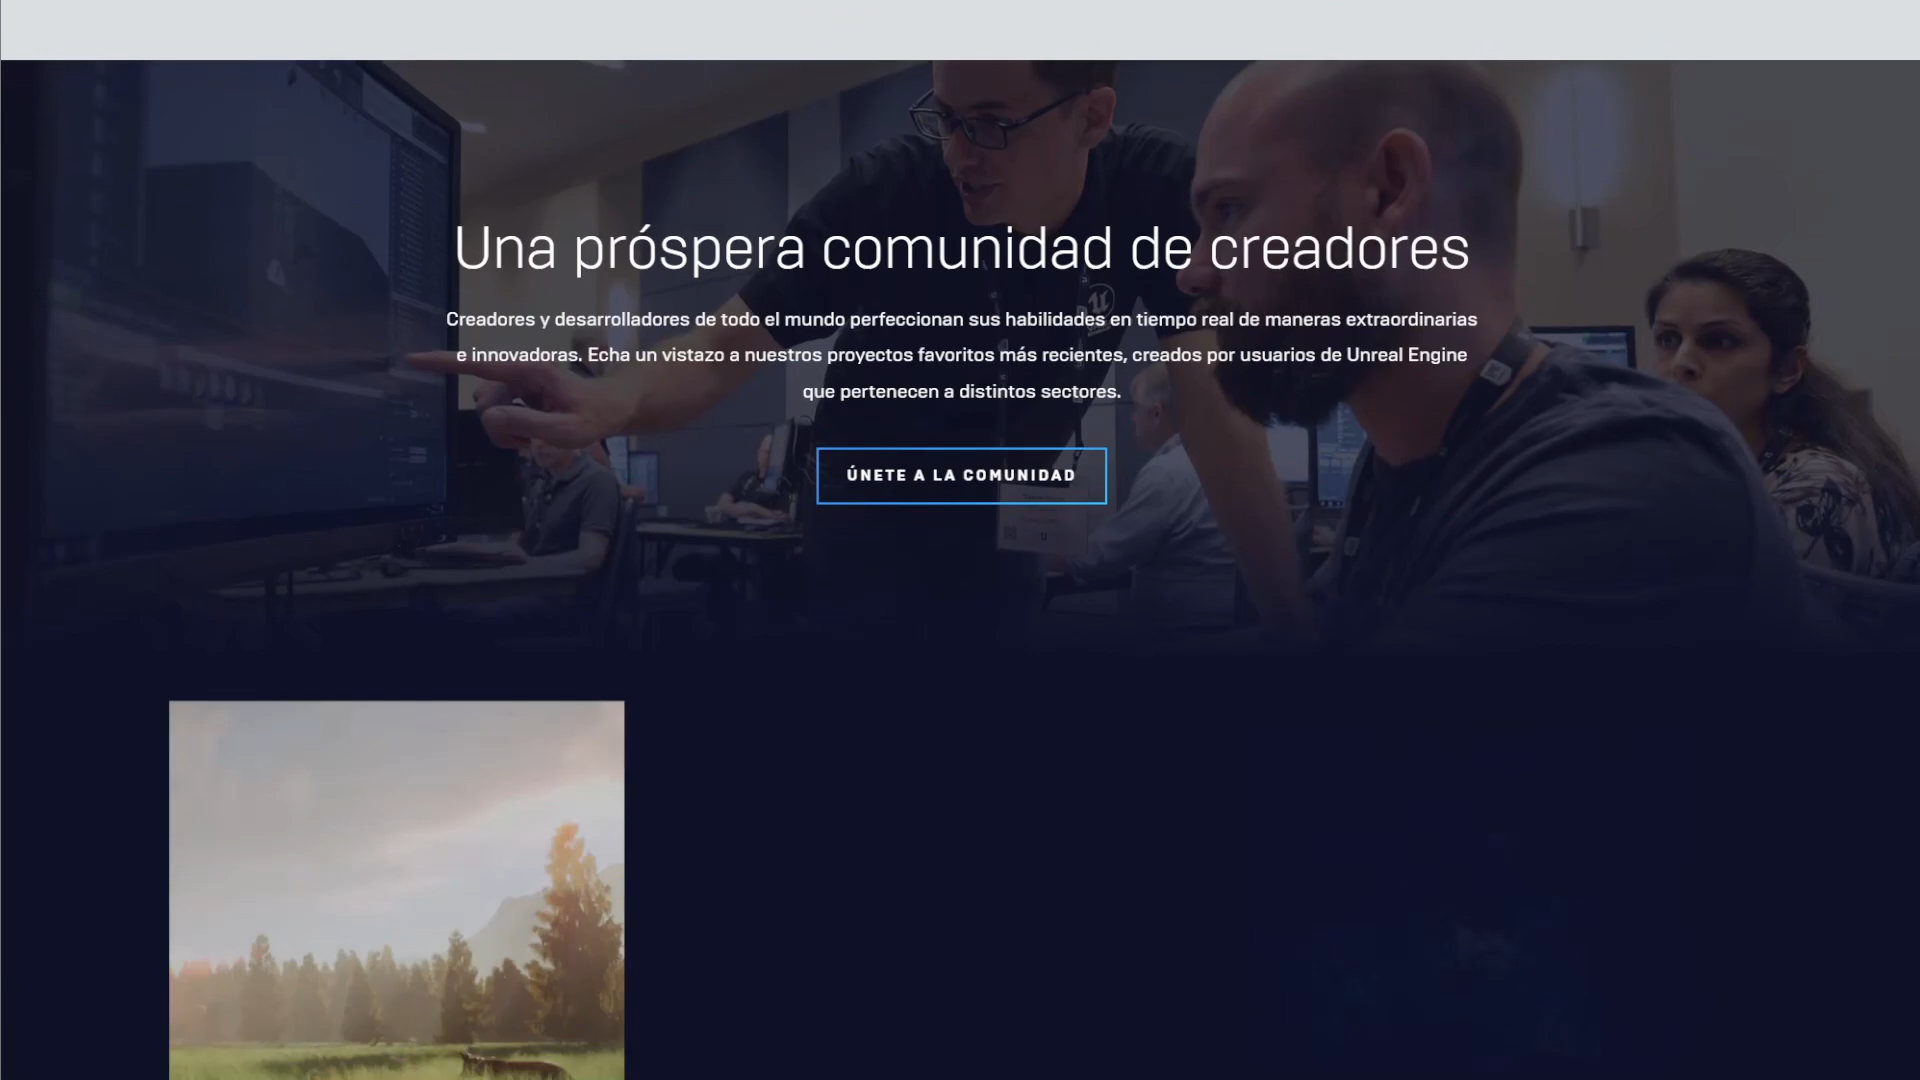 Una próspera comunidad de creadores
Creadores y desarrolladores de todo el mundo perfeccionan sus habilidades en tiempo real de maneras extraordinarias
e innovadoras. Echa un vistazo a nuestros proyectos favoritos más recientes, creados por usuarios de Unreal Engine
que pertenecen a distintos sectores.
ÚNETE A LA COMUNIDAD